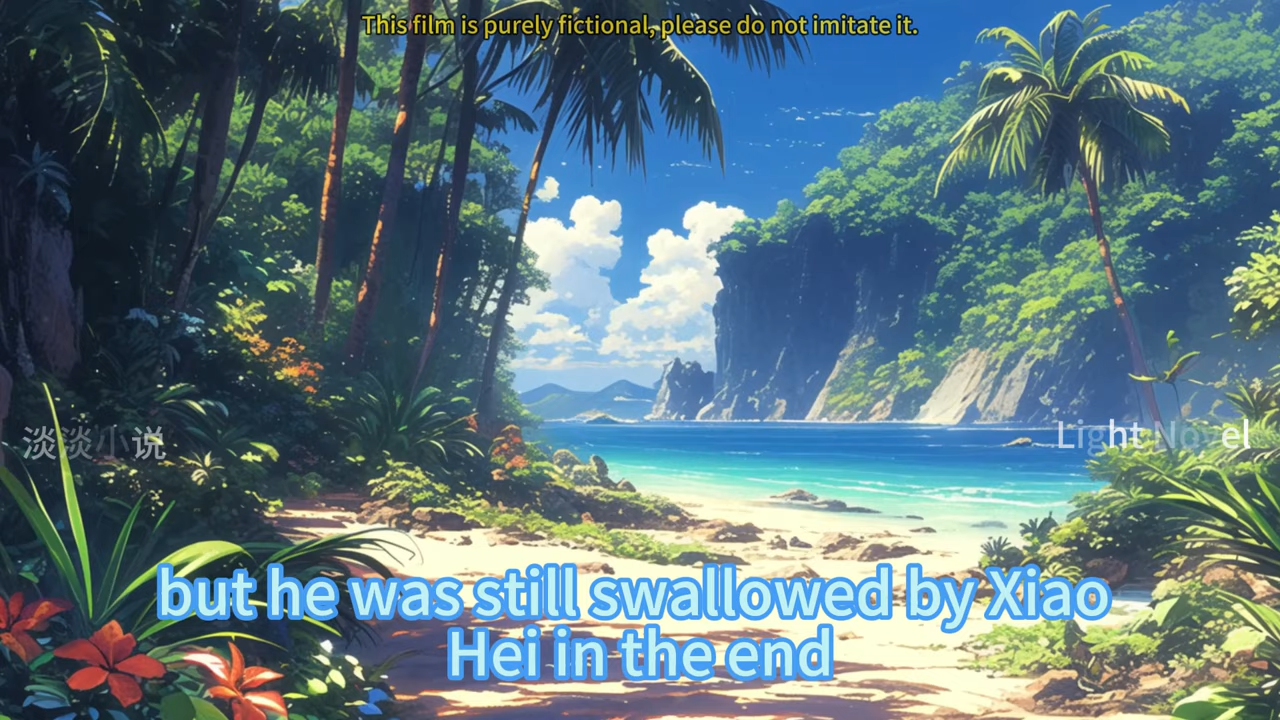 This film is purely fictional, please do not imitate it.
淡淡小说
Light Novel
but he was still swallowed by Xiao
Hei in the end